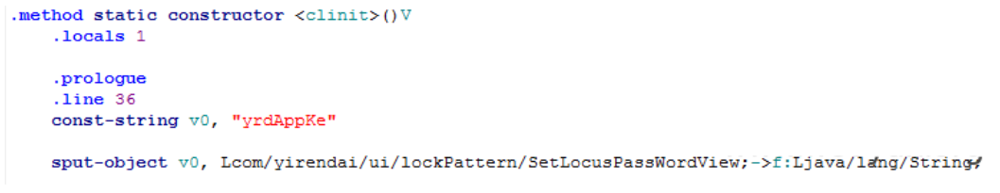 .method static constructor <clinit>()V
.locals 1
.prologue
.line 36
const-string v0, "yrdAppKe"
sput-object v0, Lcom/yirendai/ui/lockPattern/SetLocusPassWordView;->f:Ljava/lang/String;